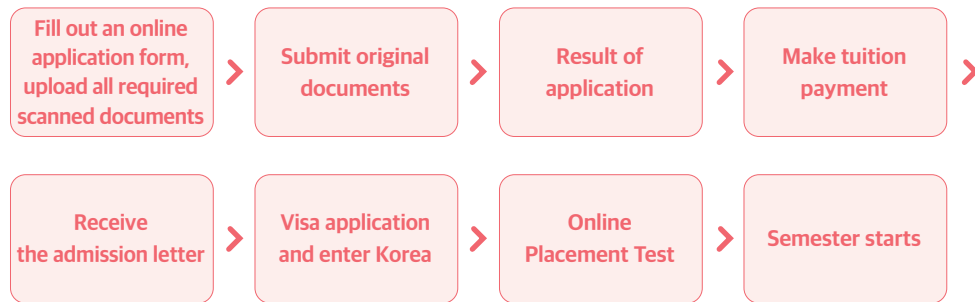 Fill out an online
application form,
upload all required
scanned documents
Submit original
documents
Result of
application
Make tuition
payment
Receive
the admission letter
Visa application
and enter Korea
Online
Placement Test
Semester starts